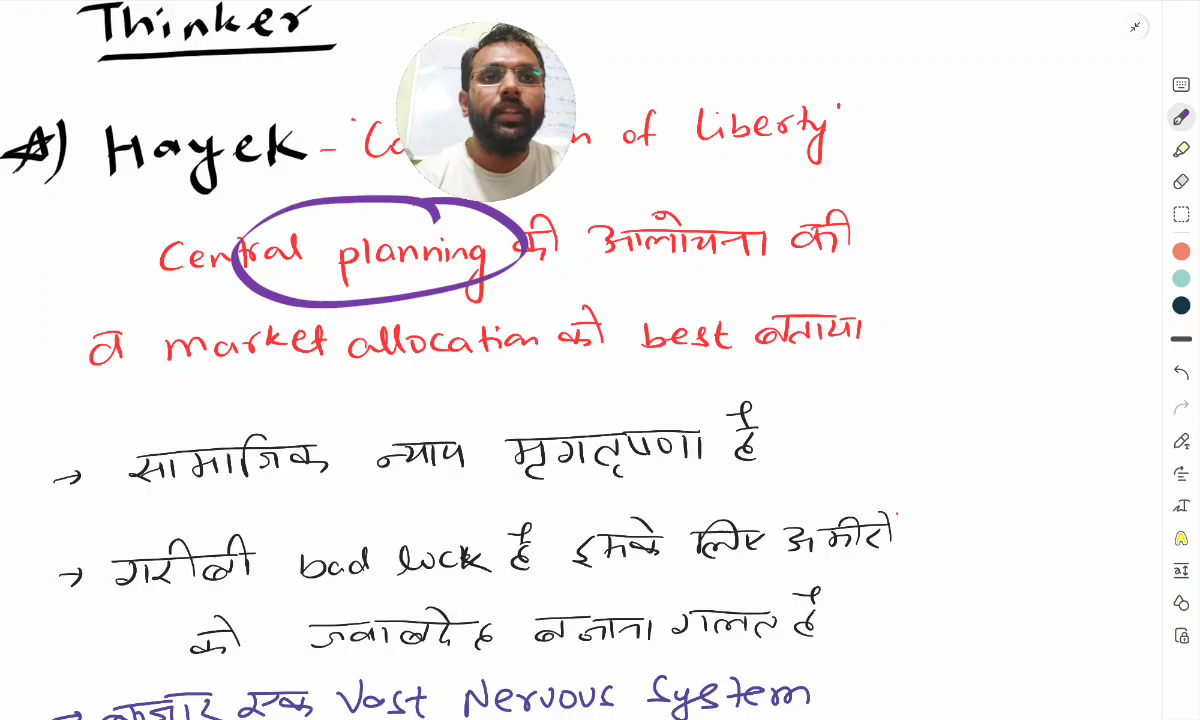 Thinker
A) Hayek - 'Co n of liberty'
Central planning की आलोचना की
व market allocation को best बताया
→ सामाजिक न्याय मृगतृष्णा है
→ गरीबी bad luck है इसके लिए अमीरो
को जवाबदेह बनाना गलत है
→ बाजार एक Vast Nervous System